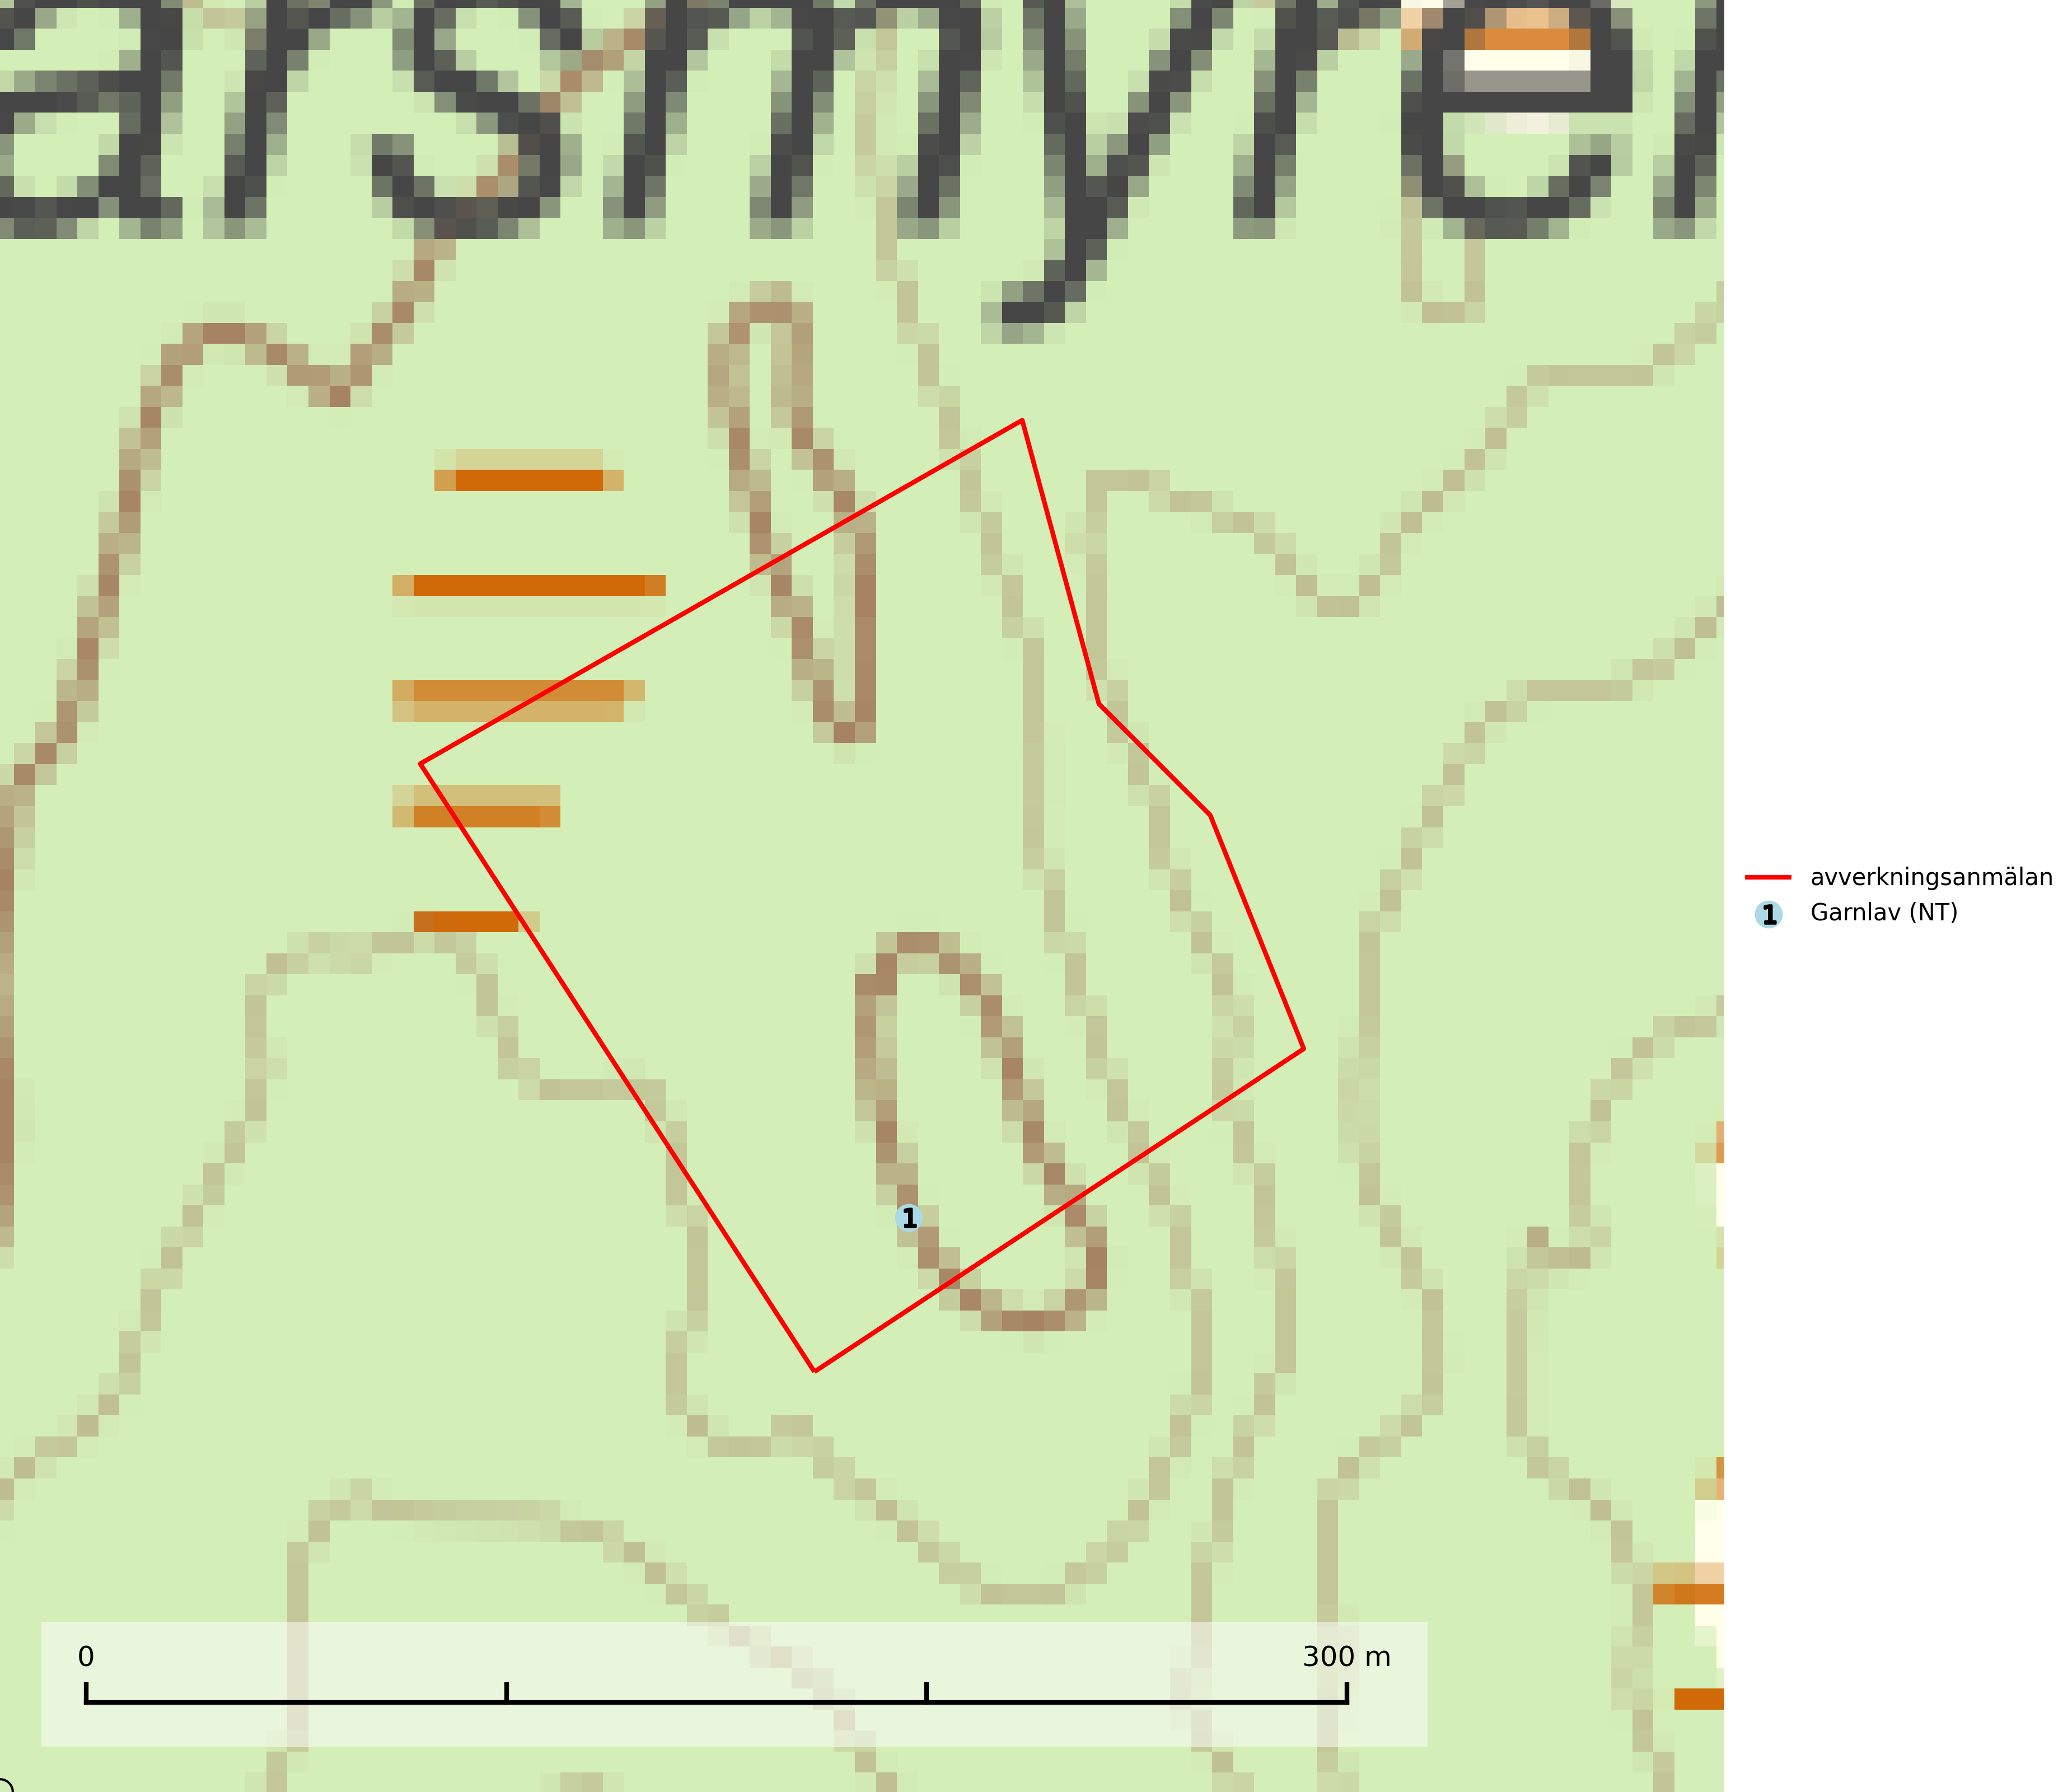 avverkningsanmälan
1 Garnlav (NT)
1
0 300 m